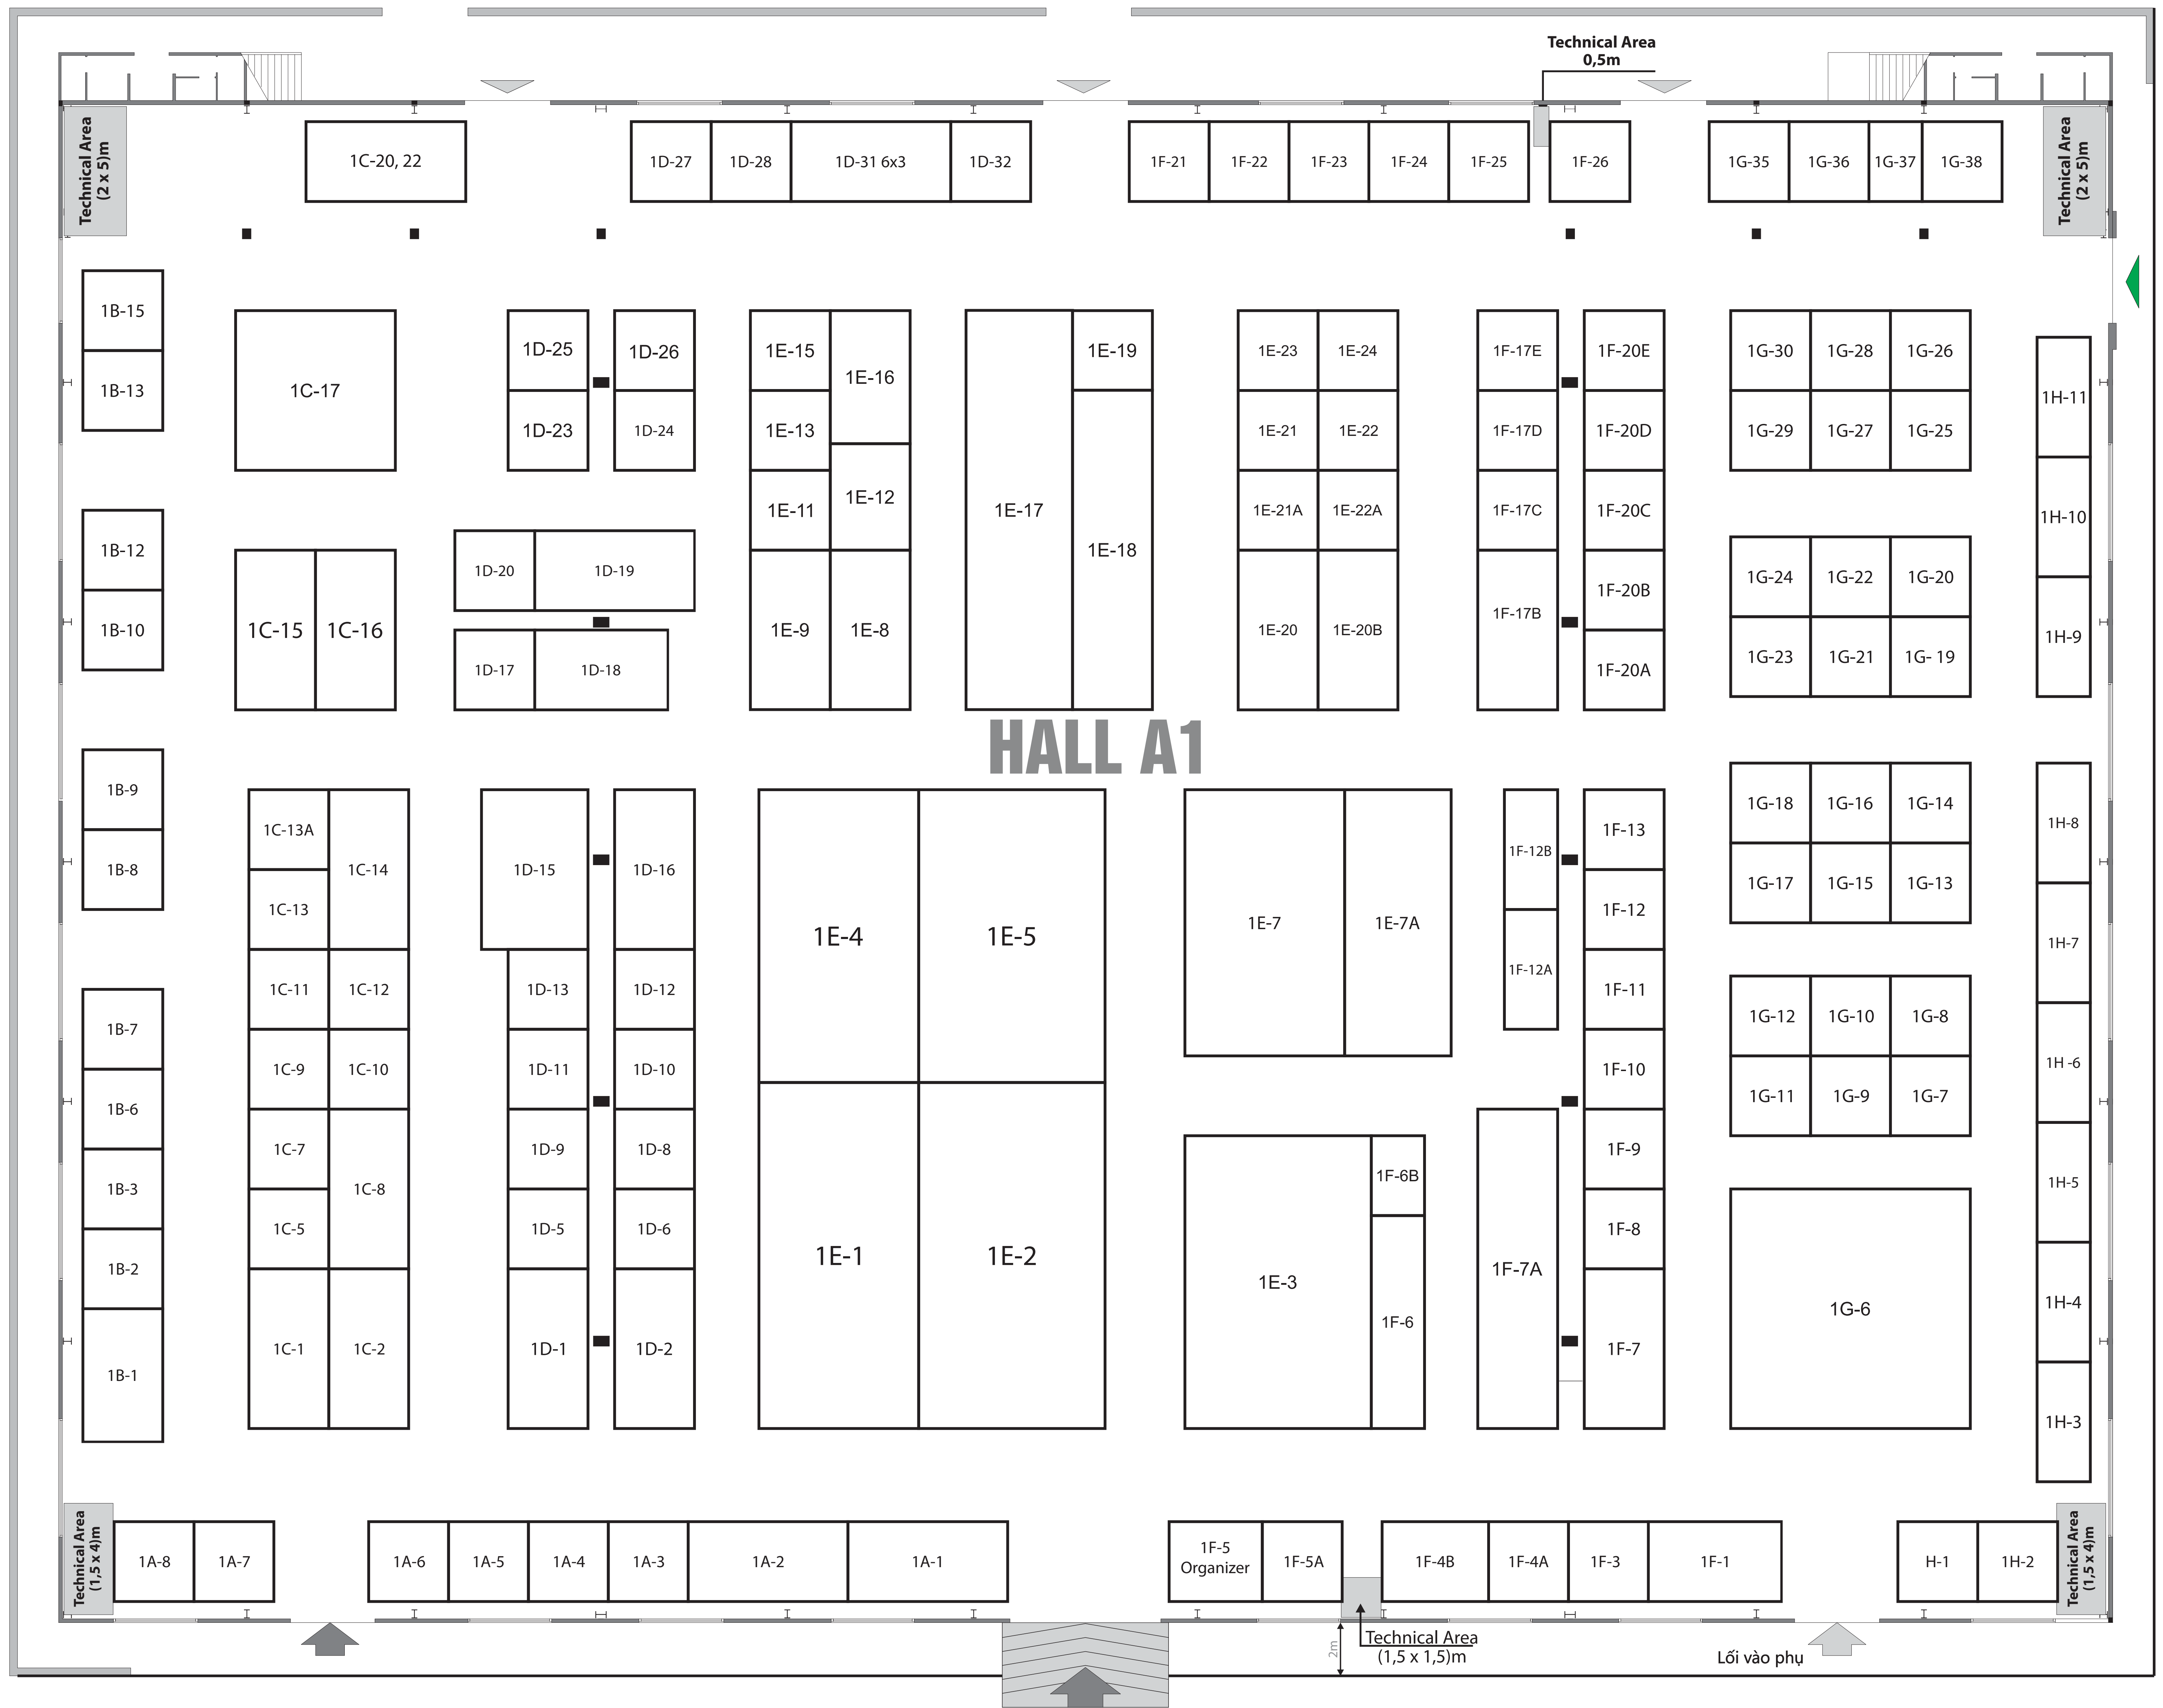 Technical Area
0,5m
Technical Area
(2 x 5)m
1C-20, 22
1D-27
1D-28
1D-31 6x3
1D-32
1F-21
1F-22
1F-23
1F-24
1F-25
1F-26
1G-35
1G-36
1G-37
1G-38
Technical Area
(2 x 5)m
1B-15
1B-13
1C-17
1D-25
1D-26
1D-23
1D-24
1E-15
1E-16
1E-13
1E-11
1E-12
1E-9
1E-8
1E-17
1E-19
1E-18
1E-23
1E-24
1E-21
1E-22
1E-21A
1E-22A
1E-20
1E-20B
1F-17E
1F-20E
1F-17D
1F-20D
1F-17C
1F-20C
1F-17B
1F-20B
1F-20A
1G-30
1G-28
1G-26
1G-29
1G-27
1G-25
1H-11
1H-10
1H-9
1B-12
1B-10
1C-15
1C-16
1D-20
1D-19
1D-17
1D-18
1G-24
1G-22
1G-20
1G-23
1G-21
1G- 19
HALL A1
1B-9
1B-8
1C-13A
1C-14
1C-13
1C-11
1C-12
1C-9
1C-10
1C-7
1C-8
1C-5
1C-1
1C-2
1D-15
1D-16
1D-13
1D-12
1D-11
1D-10
1D-9
1D-8
1D-5
1D-6
1D-1
1D-2
1E-4
1E-5
1E-1
1E-2
1E-7
1E-7A
1E-3
1F-6B
1F-6
1F-12B
1F-12A
1F-7A
1F-13
1F-12
1F-11
1F-10
1F-9
1F-8
1F-7
1G-18
1G-16
1G-14
1G-17
1G-15
1G-13
1G-12
1G-10
1G-8
1G-11
1G-9
1G-7
1G-6
1H-8
1H-7
1H -6
1H-5
1H-4
1H-3
1B-7
1B-6
1B-3
1B-2
1B-1
Technical Area
(1,5 x 4)m
1A-8
1A-7
1A-6
1A-5
1A-4
1A-3
1A-2
1A-1
1F-5
Organizer
1F-5A
1F-4B
1F-4A
1F-3
1F-1
H-1
1H-2
Technical Area
(1,5 x 4)m
2m
Technical Area
(1,5 x 1,5)m
Lối vào phụ